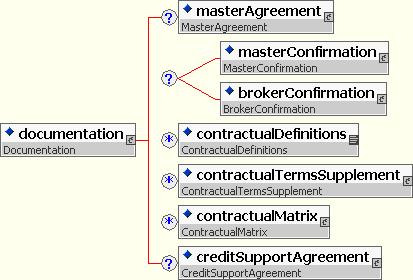 masterAgreement
MasterAgreement
?
masterConfirmation
MasterConfirmation
?
brokerConfirmation
BrokerConfirmation
documentation
Documentation
*
contractualDefinitions
ContractualDefinitions
*
contractualTermsSupplement
ContractualTermsSupplement
*
contractualMatrix
ContractualMatrix
?
creditSupportAgreement
CreditSupportAgreement